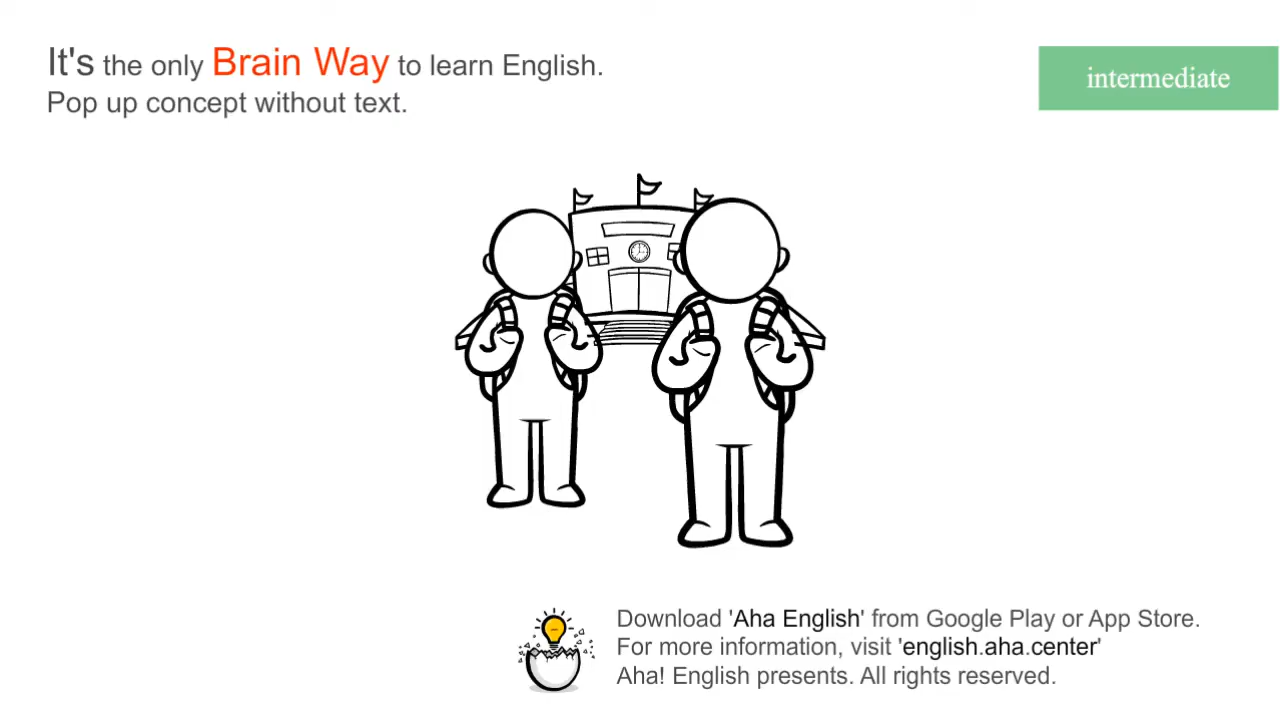 It's the only Brain Way to learn English.
Pop up concept without text.
intermediate
Download 'Aha English' from Google Play or App Store.
For more information, visit 'english.aha.center'
Aha! English presents. All rights reserved.